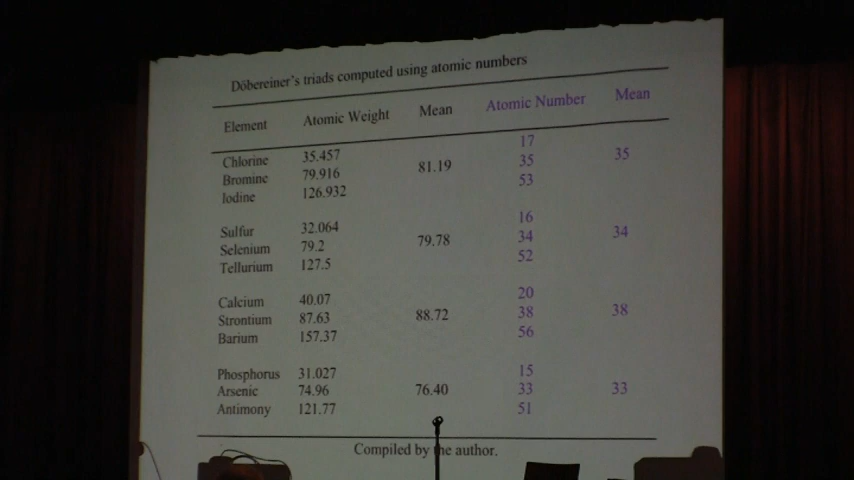 Döbereiner's triads computed using atomic numbers
Element Atomic Weight Mean Atomic Number Mean
Chlorine 35.457 17
Bromine 79.916 81.19 35 35
Iodine 126.932 53
Sulfur 32.064 16
Selenium 79.2 79.78 34 34
Tellurium 127.5 52
Calcium 40.07 20
Strontium 87.63 88.72 38 38
Barium 157.37 56
Phosphorus 31.027 15
Arsenic 74.96 76.40 33 33
Antimony 121.77 51
Compiled by the author.